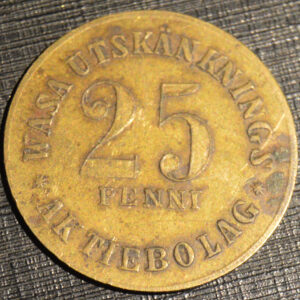 WASA UTSKÄNKNINGS
25
PENNI
AKTIEBOLAG